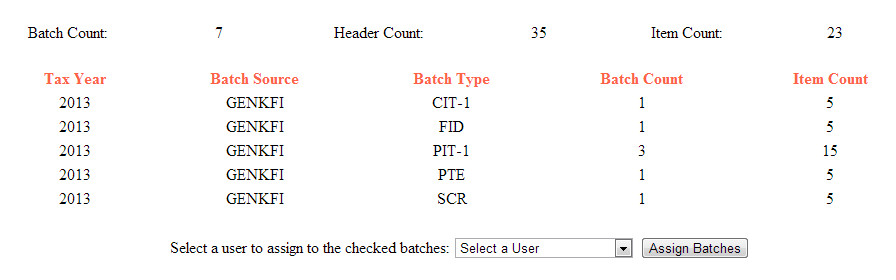 Batch Count: 7 Header Count: 35 Item Count: 23
Tax Year Batch Source Batch Type Batch Count Item Count
2013 GENKFI CIT-1 1 5
2013 GENKFI FID 1 5
2013 GENKFI PIT-1 3 15
2013 GENKFI PTE 1 5
2013 GENKFI SCR 1 5
Select a user to assign to the checked batches: Select a User Assign Batches